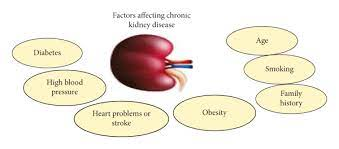 Factors affecting chronic
kidney disease
Diabetes
High blood
pressure
Heart problems or
stroke
Obesity
Age
Smoking
Family
history